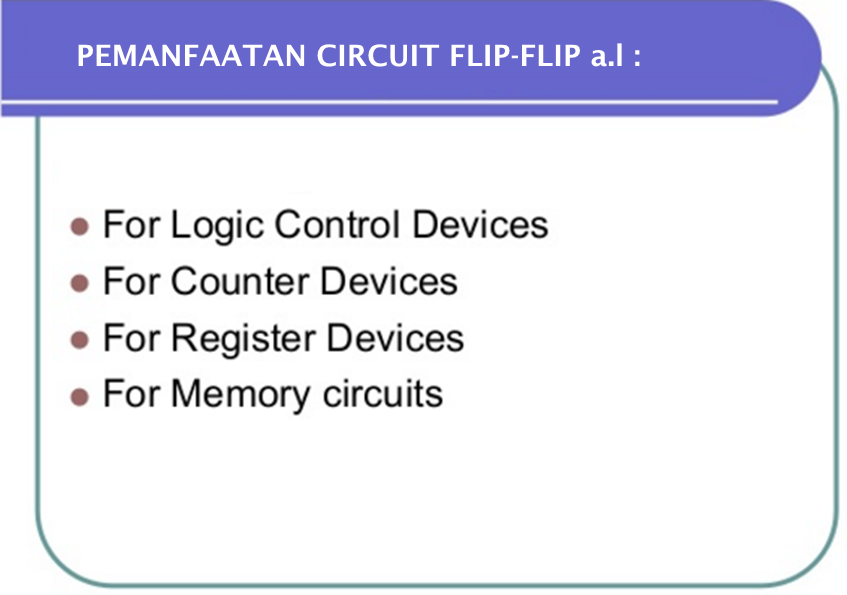 PEMANFAATAN CIRCUIT FLIP-FLIP a.l :
For Logic Control Devices
For Counter Devices
For Register Devices
For Memory circuits